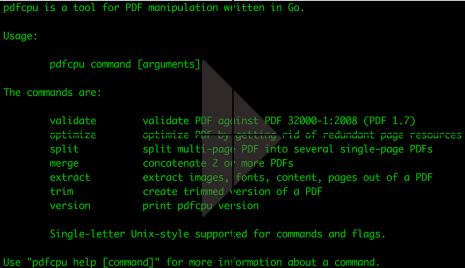 pdfcpu is a tool for PDF manipulation written in Go.
Usage:
pdfcpu command [arguments]
The commands are:
validate validate PDF against PDF 32000-1:2008 (PDF 1.7)
optimize optimize PDF by getting rid of redundant page resources
split split multi-page PDF into several single-page PDFs
merge concatenate 2 or more PDFs
extract extract images, fonts, content, pages out of a PDF
trim create trimmed version of a PDF
version print pdfcpu version
Single-letter Unix-style supported for commands and flags.
Use "pdfcpu help [command]" for more information about a command.